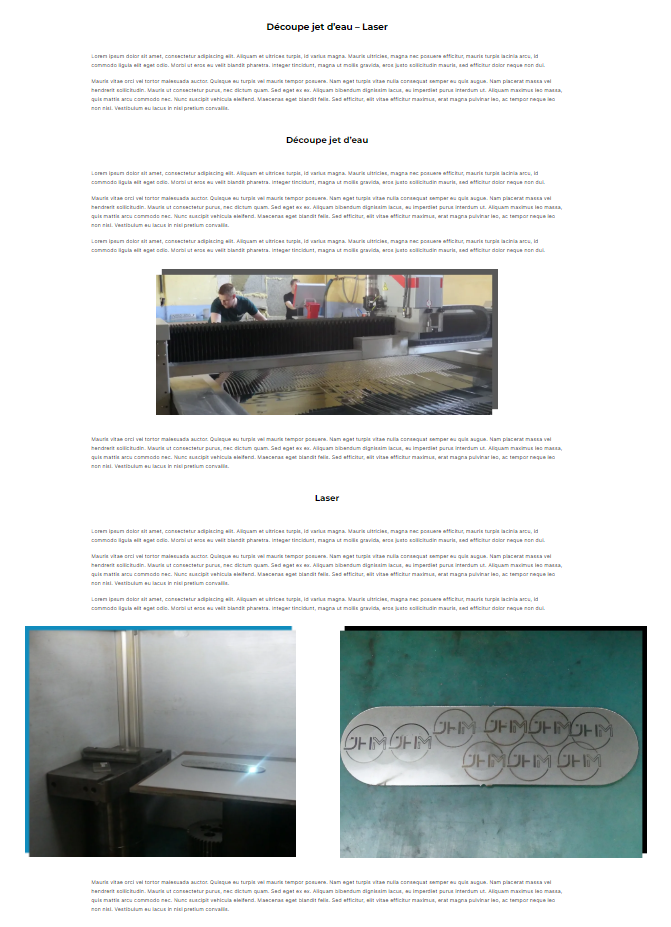 Découpe jet d'eau – Laser
Lorem ipsum dolor sit amet, consectetur adipiscing elit. Aliquam et ultrices turpis, id varius magna. Mauris ultricies, magna nec posuere efficitur, mauris turpis lacinia arcu, id
commodo ligula elit eget odio. Morbi ut eros eu velit blandit pharetra. Integer tincidunt, magna ut mollis gravida, eros justo sollicitudin mauris, sed efficitur dolor neque non dui.
Mauris vitae orci vel tortor malesuada auctor. Quisque eu turpis vel mauris tempor posuere. Nam eget turpis vitae nulla consequat semper eu quis augue. Nam placerat massa vel
hendrerit sollicitudin. Mauris ut consectetur purus, nec dictum quam. Sed eget ex ex. Aliquam bibendum dignissim lacus, eu imperdiet purus interdum ut. Aliquam maximus leo massa,
quis mattis arcu commodo nec. Nunc suscipit vehicula eleifend. Maecenas eget blandit felis. Sed efficitur, elit vitae efficitur maximus, erat magna pulvinar leo, ac tempor neque leo
non nisl. Vestibulum eu lacus in nisl pretium convallis.
Découpe jet d'eau
Lorem ipsum dolor sit amet, consectetur adipiscing elit. Aliquam et ultrices turpis, id varius magna. Mauris ultricies, magna nec posuere efficitur, mauris turpis lacinia arcu, id
commodo ligula elit eget odio. Morbi ut eros eu velit blandit pharetra. Integer tincidunt, magna ut mollis gravida, eros justo sollicitudin mauris, sed efficitur dolor neque non dui.
Mauris vitae orci vel tortor malesuada auctor. Quisque eu turpis vel mauris tempor posuere. Nam eget turpis vitae nulla consequat semper eu quis augue. Nam placerat massa vel
hendrerit sollicitudin. Mauris ut consectetur purus, nec dictum quam. Sed eget ex ex. Aliquam bibendum dignissim lacus, eu imperdiet purus interdum ut. Aliquam maximus leo massa,
quis mattis arcu commodo nec. Nunc suscipit vehicula eleifend. Maecenas eget blandit felis. Sed efficitur, elit vitae efficitur maximus, erat magna pulvinar leo, ac tempor neque leo
non nisl. Vestibulum eu lacus in nisl pretium convallis.
Lorem ipsum dolor sit amet, consectetur adipiscing elit. Aliquam et ultrices turpis, id varius magna. Mauris ultricies, magna nec posuere efficitur, mauris turpis lacinia arcu, id
commodo ligula elit eget odio. Morbi ut eros eu velit blandit pharetra. Integer tincidunt, magna ut mollis gravida, eros justo sollicitudin mauris, sed efficitur dolor neque non dui.
Mauris vitae orci vel tortor malesuada auctor. Quisque eu turpis vel mauris tempor posuere. Nam eget turpis vitae nulla consequat semper eu quis augue. Nam placerat massa vel
hendrerit sollicitudin. Mauris ut consectetur purus, nec dictum quam. Sed eget ex ex. Aliquam bibendum dignissim lacus, eu imperdiet purus interdum ut. Aliquam maximus leo massa,
quis mattis arcu commodo nec. Nunc suscipit vehicula eleifend. Maecenas eget blandit felis. Sed efficitur, elit vitae efficitur maximus, erat magna pulvinar leo, ac tempor neque leo
non nisl. Vestibulum eu lacus in nisl pretium convallis.
Laser
Lorem ipsum dolor sit amet, consectetur adipiscing elit. Aliquam et ultrices turpis, id varius magna. Mauris ultricies, magna nec posuere efficitur, mauris turpis lacinia arcu, id
commodo ligula elit eget odio. Morbi ut eros eu velit blandit pharetra. Integer tincidunt, magna ut mollis gravida, eros justo sollicitudin mauris, sed efficitur dolor neque non dui.
Mauris vitae orci vel tortor malesuada auctor. Quisque eu turpis vel mauris tempor posuere. Nam eget turpis vitae nulla consequat semper eu quis augue. Nam placerat massa vel
hendrerit sollicitudin. Mauris ut consectetur purus, nec dictum quam. Sed eget ex ex. Aliquam bibendum dignissim lacus, eu imperdiet purus interdum ut. Aliquam maximus leo massa,
quis mattis arcu commodo nec. Nunc suscipit vehicula eleifend. Maecenas eget blandit felis. Sed efficitur, elit vitae efficitur maximus, erat magna pulvinar leo, ac tempor neque leo
non nisl. Vestibulum eu lacus in nisl pretium convallis.
Lorem ipsum dolor sit amet, consectetur adipiscing elit. Aliquam et ultrices turpis, id varius magna. Mauris ultricies, magna nec posuere efficitur, mauris turpis lacinia arcu, id
commodo ligula elit eget odio. Morbi ut eros eu velit blandit pharetra. Integer tincidunt, magna ut mollis gravida, eros justo sollicitudin mauris, sed efficitur dolor neque non dui.
JHM JHM JHM JHM JHM JHM
JHM JHM JHM
Mauris vitae orci vel tortor malesuada auctor. Quisque eu turpis vel mauris tempor posuere. Nam eget turpis vitae nulla consequat semper eu quis augue. Nam placerat massa vel
hendrerit sollicitudin. Mauris ut consectetur purus, nec dictum quam. Sed eget ex ex. Aliquam bibendum dignissim lacus, eu imperdiet purus interdum ut. Aliquam maximus leo massa,
quis mattis arcu commodo nec. Nunc suscipit vehicula eleifend. Maecenas eget blandit felis. Sed efficitur, elit vitae efficitur maximus, erat magna pulvinar leo, ac tempor neque leo
non nisl. Vestibulum eu lacus in nisl pretium convallis.